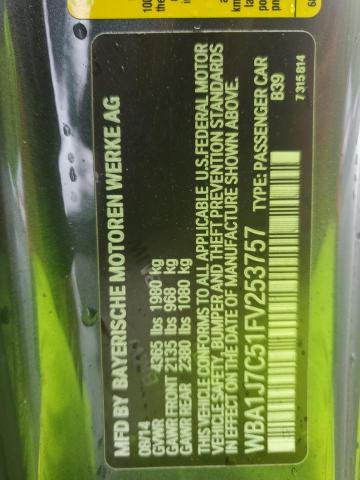 MFD BY BAYERISCHE MOTOREN WERKE AG
08/14
GVWR 4365 lbs 1980 kg
GAWR FRONT 2135 lbs 968 kg
GAWR REAR 2380 lbs 1080 kg
THIS VEHICLE CONFORMS TO ALL APPLICABLE U.S.FEDERAL MOTOR
VEHICLE SAFETY, BUMPER AND THEFT PREVENTION STANDARDS
IN EFFECT ON THE DATE OF MANUFACTURE SHOWN ABOVE.
WBA1J7C51FV253757 TYPE: PASSENGER CAR
B39
7 315 814